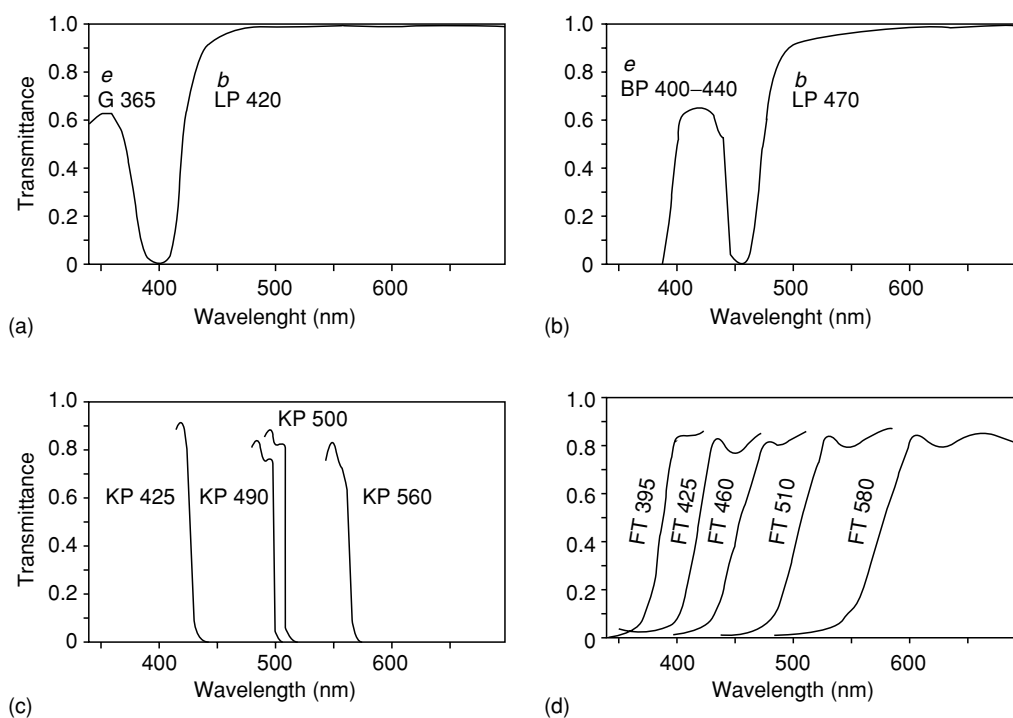 1.0
0.8
0.6
0.4
0.2
0
Transmittance
e
G 365
b
LP 420
400 500 600
Wavelenght (nm)
(a)
1.0
0.8
0.6
0.4
0.2
0
e
BP 400–440
b
LP 470
400 500 600
Wavelenght (nm)
(b)
1.0
0.8
0.6
0.4
0.2
0
Transmittance
KP 500
KP 425
KP 490
KP 560
400 500 600
Wavelength (nm)
(c)
1.0
0.8
0.6
0.4
0.2
0
FT 395
FT 425
FT 460
FT 510
FT 580
400 500 600
Wavelength (nm)
(d)